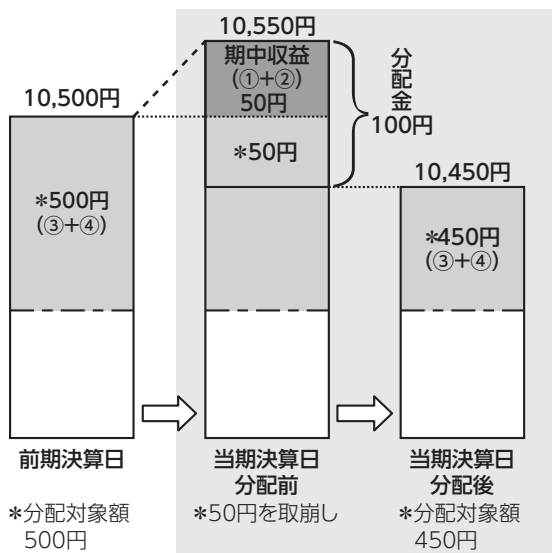 10,550円
期中収益
(①+②)
50円
分配金
100円
10,500円
*50円
10,450円
*500円
(③+④)
*450円
(③+④)
前期決算日
当期決算日
分配前
当期決算日
分配後
*分配対象額
500円
*50円を取崩し
*分配対象額
450円